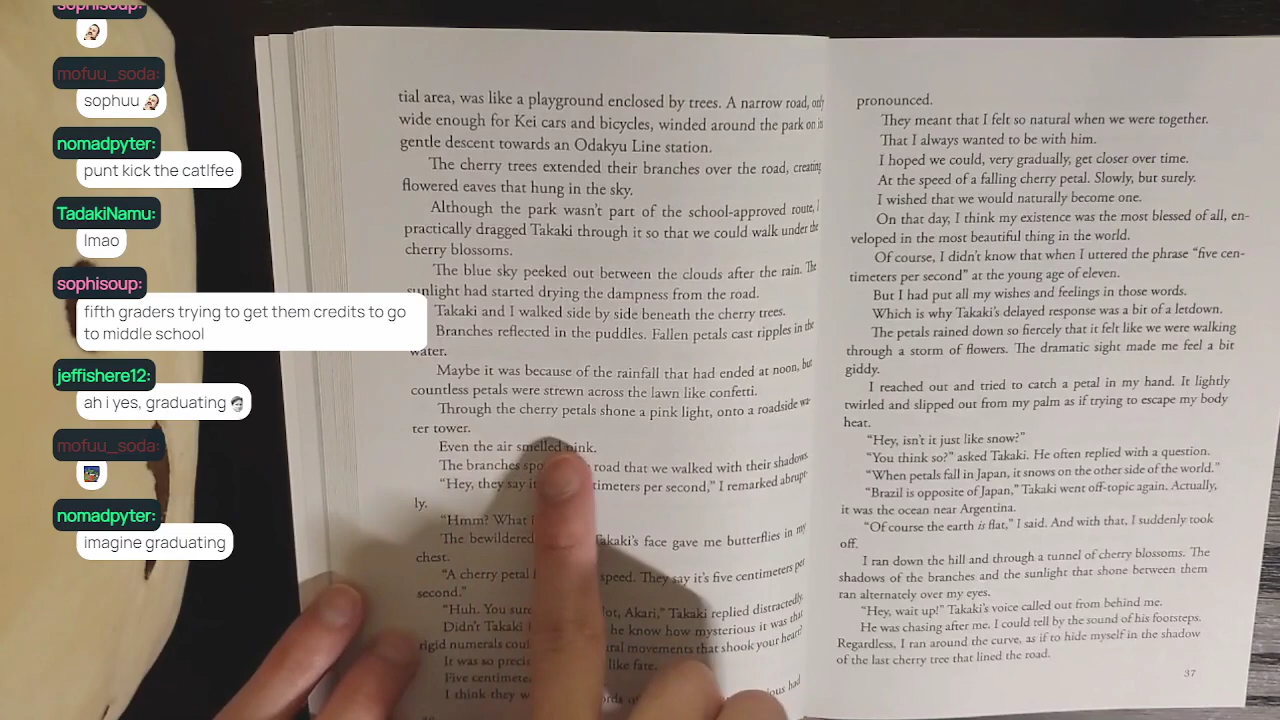 sophisoup:
mofuu_soda:
sophuu
nomadpyter:
punt kick the catlfee
TadakiNamu:
lmao
sophisoup:
fifth graders trying to get them credits to go
to middle school
jeffishere12:
ah i yes, graduating
mofuu_soda:
nomadpyter:
imagine graduating
tial area, was like a playground enclosed by trees. A narrow road, only
wide enough for Kei cars and bicycles, winded around the park on its
gentle descent towards an Odakyu Line station.
The cherry trees extended their branches over the road, creating
flowered eaves that hung in the sky.
Although the park wasn't part of the school-approved route, I
practically dragged Takaki through it so that we could walk under the
cherry blossoms.
The blue sky peeked out between the clouds after the rain. The
sunlight had started drying the dampness from the road.
Takaki and I walked side by side beneath the cherry trees.
Branches reflected in the puddles. Fallen petals cast ripples in the
water.
Maybe it was because of the rainfall that had ended at noon, but
countless petals were strewn across the lawn like confetti.
Through the cherry petals shone a pink light, onto a roadside wa-
ter tower.
Even the air smelled pink.
The branches road that we walked with their shadows.
"Hey, they say timeters per second," I remarked abrupt-
ly.
"Hmm? What
The bewildered Takaki's face gave me butterflies in my
chest.
"A cherry petal speed. They say it's five centimeters per
second."
"Huh. You sure lot, Akari," Takaki replied distractedly.
Didn't Takaki he know how mysterious it was that
rigid numerals movements that shook your heart?
It was so like fate.
Five
I think they had
pronounced.
They meant that I felt so natural when we were together.
That I always wanted to be with him.
I hoped we could, very gradually, get closer over time.
At the speed of a falling cherry petal. Slowly, but surely.
I wished that we would naturally become one.
On that day, I think my existence was the most blessed of all, en-
veloped in the most beautiful thing in the world.
Of course, I didn't know that when I uttered the phrase "five cen-
timeters per second" at the young age of eleven.
But I had put all my wishes and feelings in those words.
Which is why Takaki's delayed response was a bit of a letdown.
The petals rained down so fiercely that it felt like we were walking
through a storm of flowers. The dramatic sight made me feel a bit
giddy.
I reached out and tried to catch a petal in my hand. It lightly
twirled and slipped out from my palm as if trying to escape my body
heat.
"Hey, isn't it just like snow?"
"You think so?" asked Takaki. He often replied with a question.
"When petals fall in Japan, it snows on the other side of the world."
"Brazil is opposite of Japan," Takaki went off-topic again. Actually,
it was the ocean near Argentina.
"Of course the earth is flat," I said. And with that, I suddenly took
off.
I ran down the hill and through a tunnel of cherry blossoms. The
shadows of the branches and the sunlight that shone between them
ran alternately over my eyes.
"Hey, wait up!" Takaki's voice called out from behind me.
He was chasing after me. I could tell by the sound of his footsteps.
Regardless, I ran around the curve, as if to hide myself in the shadow
of the last cherry tree that lined the road.
37